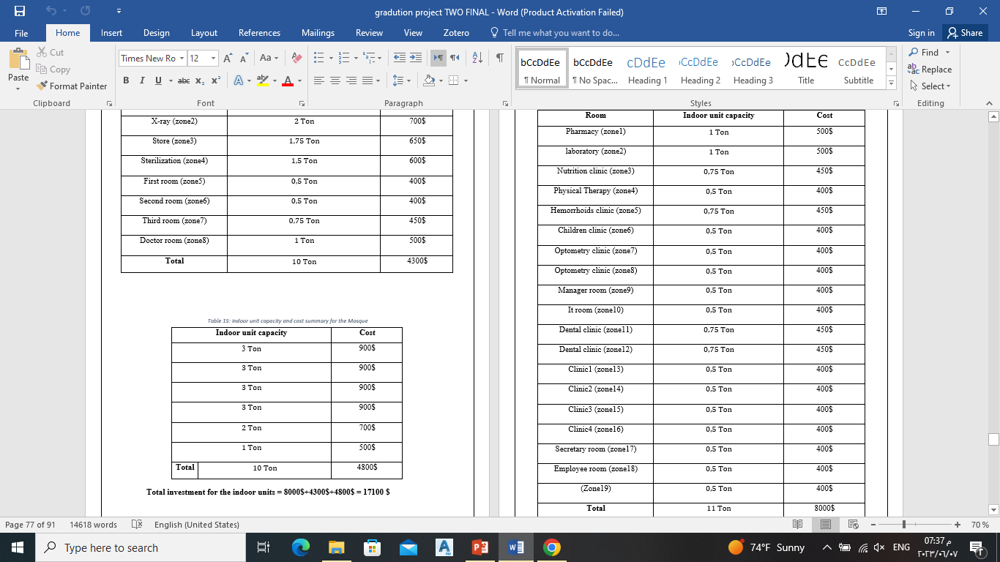 gradution project TWO FINAL - Word (Product Activation Failed)
File Home Insert Design Layout References Mailings Review View Zotero Tell me what you want to do... Sign in Share
Paste
Cut
Copy
Format Painter
Times New Ro 12
Aa
B I U abc x₂ x²
bCcDdEe bCcDdEe cDdEe CcDdEe CcDdEe CcDdEe
¶ Normal ¶ No Spac... Heading 1 Heading 2 Heading 3 Title Subtitle
Find
Replace
Select
Clipboard Font Paragraph Styles Editing
X-ray (zone2) 2 Ton 700$
Store (zone3) 1,75 Ton 650$
Sterilization (zone4) 1,5 Ton 600$
First room (zone5) 0,5 Ton 400$
Second room (zone6) 0,5 Ton 400$
Third room (zone7) 0,75 Ton 450$
Doctor room (zone8) 1 Ton 500$
Total 10 Ton 4300$
Table 15: Indoor unit capacity and cost summary for the Mosque
Indoor unit capacity Cost
3 Ton 900$
3 Ton 900$
3 Ton 900$
3 Ton 900$
2 Ton 700$
1 Ton 500$
Total 10 Ton 4800$
Total investment for the indoor units = 8000$+4300$+4800$ = 17100 $
Room Indoor unit capacity Cost
Pharmacy (zone1) 1 Ton 500$
laboratory (zone2) 1 Ton 500$
Nutrition clinic (zone3) 0,75 Ton 450$
Physical Therapy (zone4) 0,5 Ton 400$
Hemorrhoids clinic (zone5) 0,75 Ton 450$
Children clinic (zone6) 0,5 Ton 400$
Optometry clinic (zone7) 0,5 Ton 400$
Optometry clinic (zone8) 0,5 Ton 400$
Manager room (zone9) 0,5 Ton 400$
It room (zone10) 0,5 Ton 400$
Dental clinic (zone11) 0,75 Ton 450$
Dental clinic (zone12) 0,75 Ton 450$
Clinic1 (zone13) 0,5 Ton 400$
Clinic2 (zone14) 0,5 Ton 400$
Clinic3 (zone15) 0,5 Ton 400$
Clinic4 (zone16) 0,5 Ton 400$
Secretary room (zone17) 0,5 Ton 400$
Employee room (zone18) 0,5 Ton 400$
(Zone19) 0,5 Ton 400$
Total 11 Ton 8000$
Page 77 of 91 14618 words English (United States) 70 %
Type here to search
74°F Sunny
ENG
07:37 م
٢٠٢٣/٠٦/٠٧